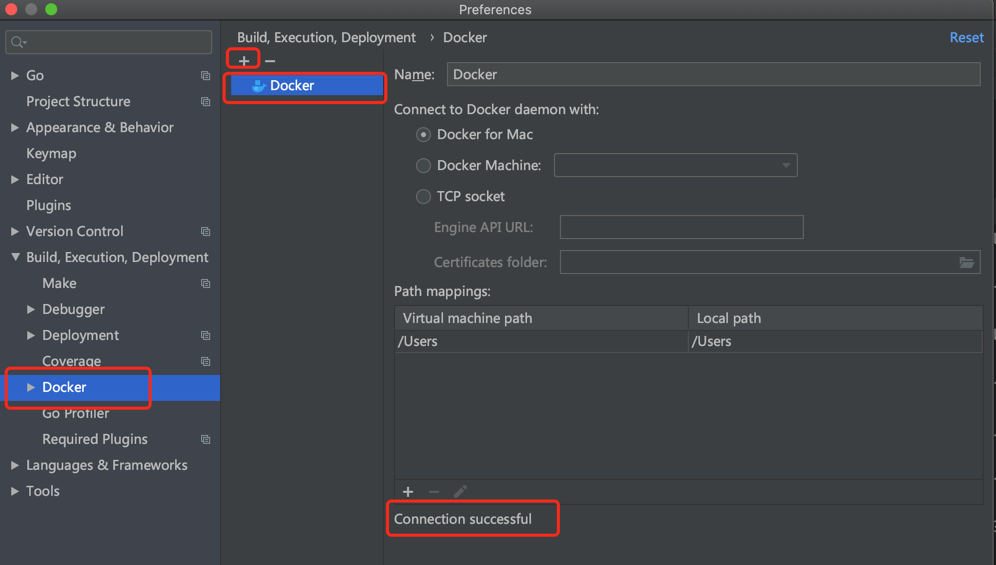 Preferences
Go
Project Structure
Appearance & Behavior
Keymap
Editor
Plugins
Version Control
Build, Execution, Deployment
Make
Debugger
Deployment
Coverage
Docker
Go Profiler
Required Plugins
Languages & Frameworks
Tools
Build, Execution, Deployment › Docker
Reset
Docker
Name: Docker
Connect to Docker daemon with:
Docker for Mac
Docker Machine:
TCP socket
Engine API URL:
Certificates folder:
Path mappings:
Virtual machine path Local path
/Users /Users
Connection successful